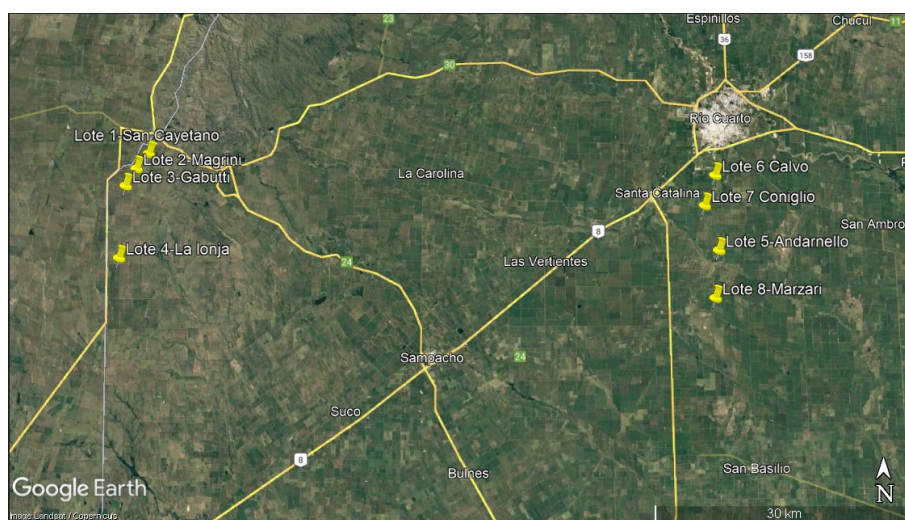 Espinillos
Chucul
23
11
36
158
30
Río Cuarto
Lote 1-San Cayetano
Lote 2-Magrini
Lote 3-Gabutti
La Carolina
Lote 6 Calvo
Santa Catalina
Lote 7 Coniglio
San Ambro
8
Lote 4-La Ionja
24
Las Vertientes
Lote 5-Andarnello
Lote 8-Marzari
Sampacho
24
Suco
8
Bulnes
San Basilio
Google Earth
N
Image Landsat / Copernicus
30 km